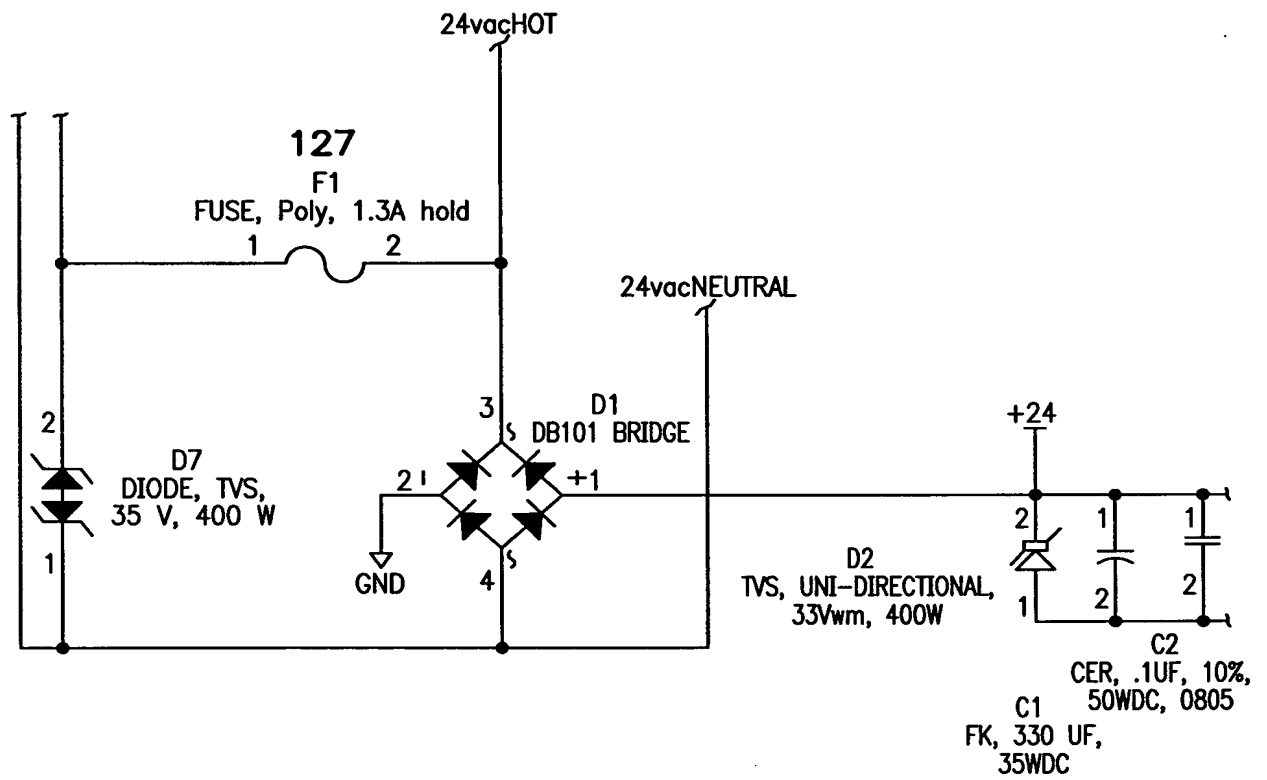 24vacHOT
127
F1
FUSE, Poly, 1.3A hold
1 2
24vacNEUTRAL
2
D7
DIODE, TVS,
35 V, 400 W
1
3
D1
DB101 BRIDGE
2 +1
GND
4
+24
2 1 1
D2
TVS, UNI-DIRECTIONAL,
33Vwm, 400W
1 2 2
C2
CER, .1UF, 10%,
50WDC, 0805
C1
FK, 330 UF,
35WDC